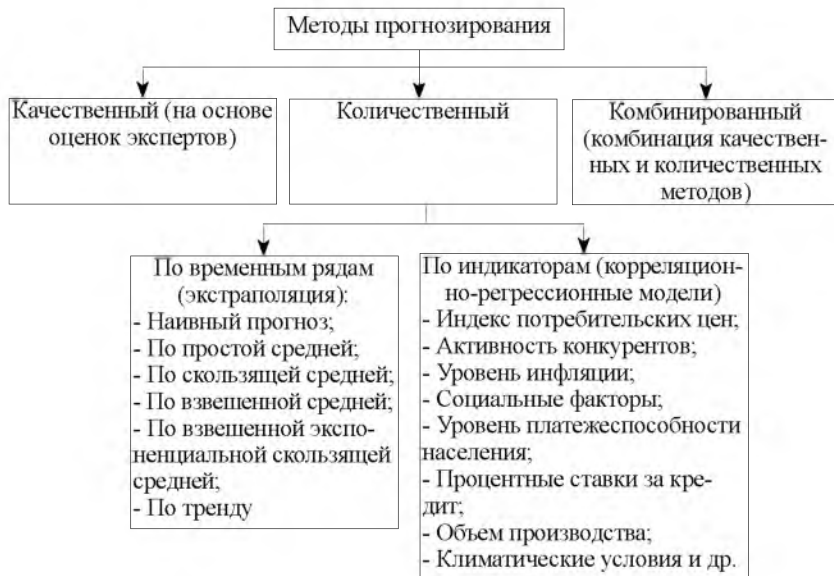 Методы прогнозирования
Качественный (на основе
оценок экспертов)
Количественный
Комбинированный
(комбинация качествен-
ных и количественных
методов)
По временным рядам
(экстраполяция):
- Наивный прогноз;
- По простой средней;
- По скользящей средней;
- По взвешенной средней;
- По взвешенной экспо-
ненциальной скользящей
средней;
- По тренду
По индикаторам (корреляцион-
но-регрессионные модели)
- Индекс потребительских цен;
- Активность конкурентов;
- Уровень инфляции;
- Социальные факторы;
- Уровень платежеспособности
населения;
- Процентные ставки за кре-
дит;
- Объем производства;
- Климатические условия и др.